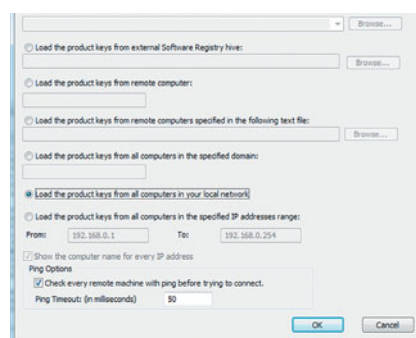 Browse...
Load the product keys from external Software Registry hive:
Browse...
Load the product keys from remote computer:
Load the product keys from remote computers specified in the following text file:
Browse...
Load the product keys from all computers in the specified domain:
Load the product keys from all computers in your local network
Load the product keys from all computers in the specified IP addresses range:
From: 192.168.0.1 To: 192.168.0.254
Show the computer name for every IP address
Ping Options
Check every remote machine with ping before trying to connect.
Ping Timeout: (in milliseconds) 50
OK Cancel